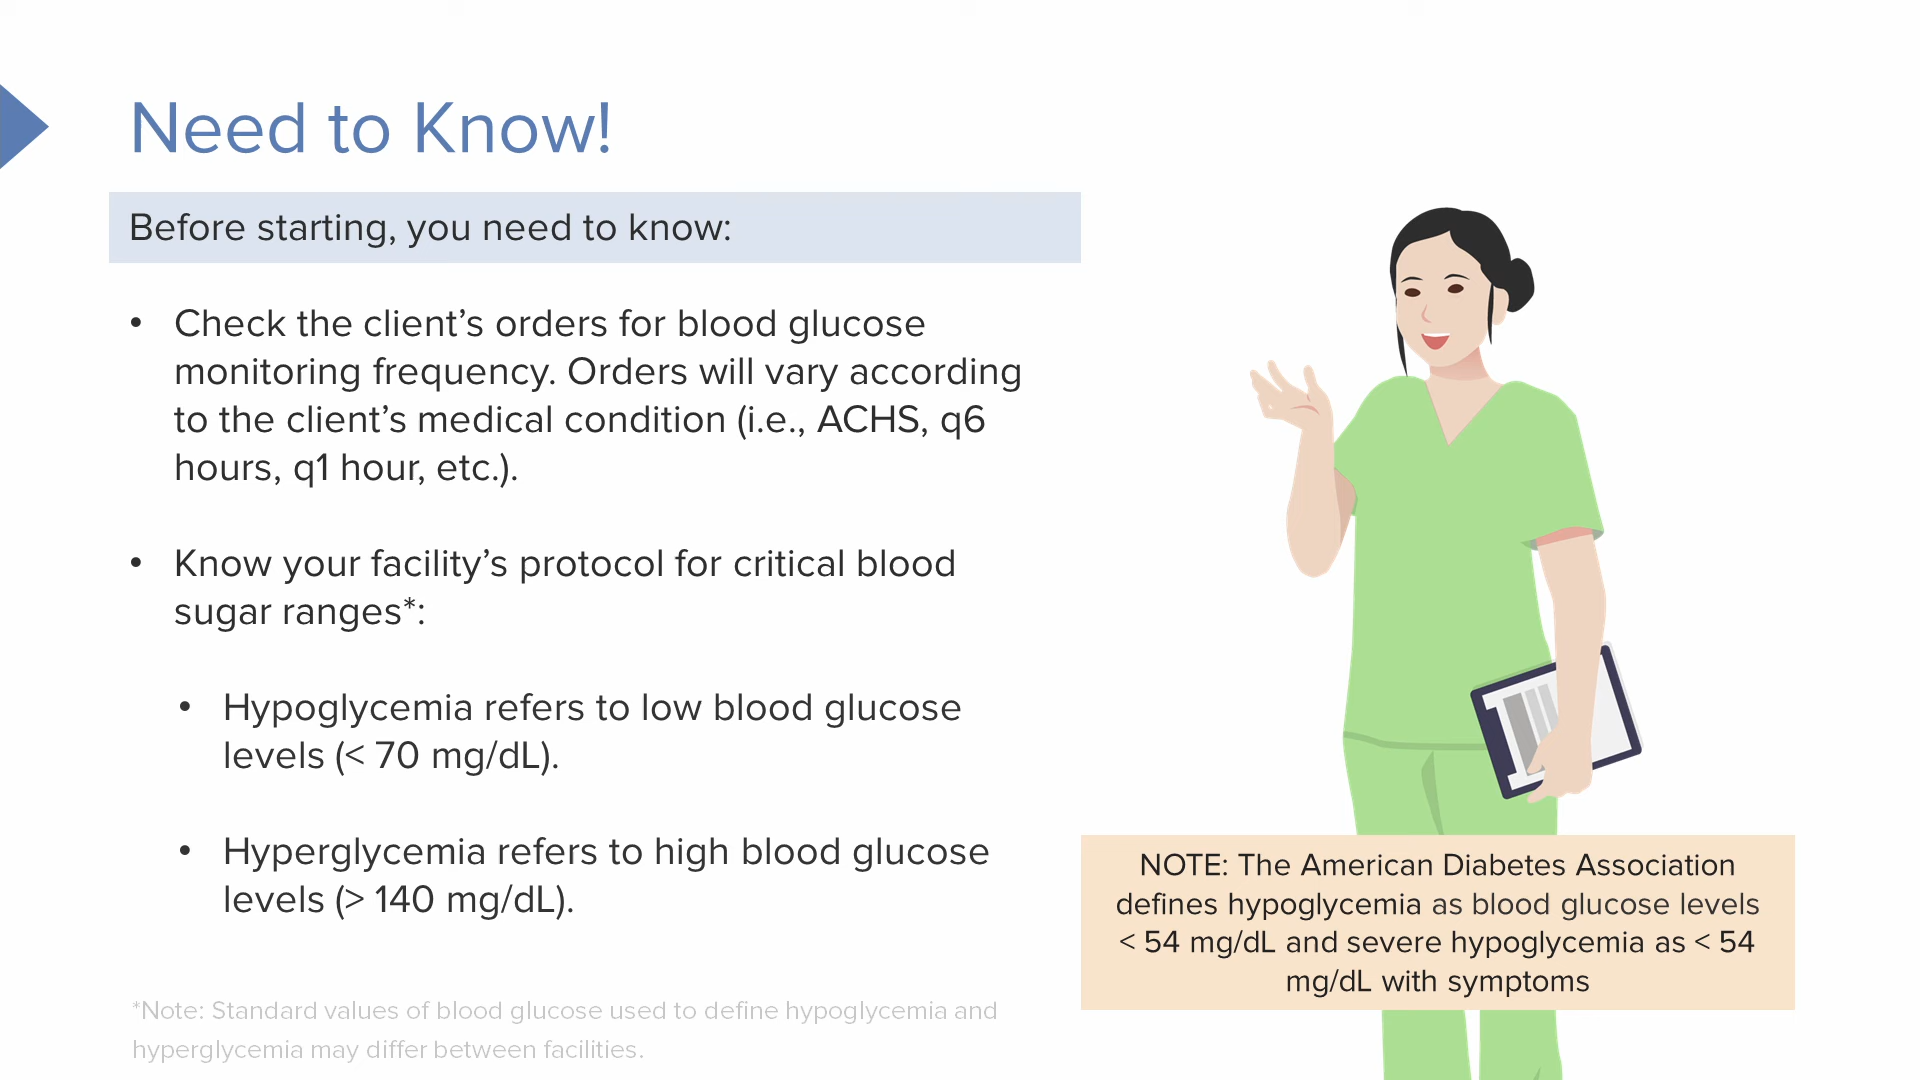 Need to Know!
Before starting, you need to know:
• Check the client’s orders for blood glucose
monitoring frequency. Orders will vary according
to the client’s medical condition (i.e., ACHS, q6
hours, q1 hour, etc.).
• Know your facility’s protocol for critical blood
sugar ranges*:
• Hypoglycemia refers to low blood glucose
levels (< 70 mg/dL).
• Hyperglycemia refers to high blood glucose
levels (> 140 mg/dL).
NOTE: The American Diabetes Association
defines hypoglycemia as blood glucose levels
< 54 mg/dL and severe hypoglycemia as < 54
mg/dL with symptoms
*Note: Standard values of blood glucose used to define hypoglycemia and
hyperglycemia may differ between facilities.